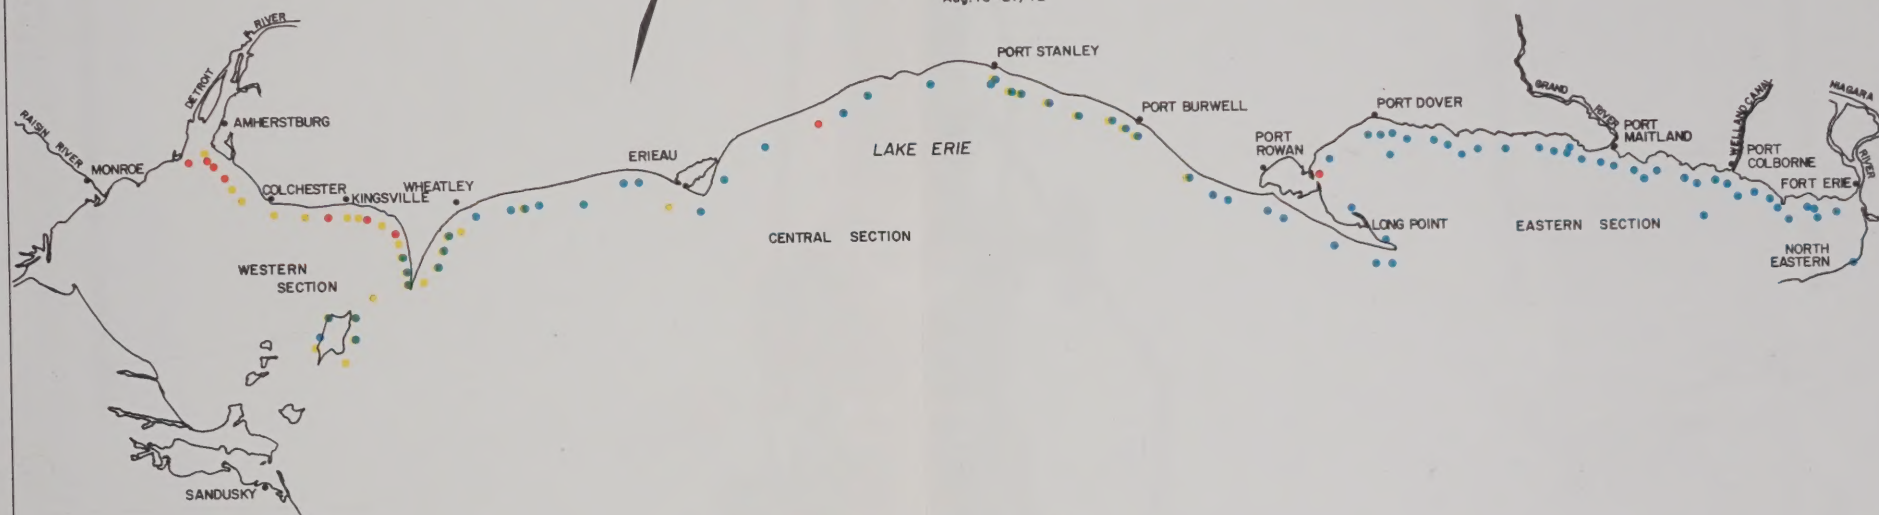 RIVER
DETROIT
RAISIN
RIVER
AMHERSTBURG
MONROE
COLCHESTER
KINGSVILLE
WHEATLEY
ERIEAU
PORT STANLEY
LAKE ERIE
PORT BURWELL
PORT
ROWAN
PORT DOVER
GRAND
RIVER
PORT
MAITLAND
WELLAND CANAL
PORT
COLBORNE
NIAGARA
RIVER
FORT ERIE
LONG POINT
CENTRAL SECTION
EASTERN SECTION
NORTH
EASTERN
WESTERN
SECTION
SANDUSKY